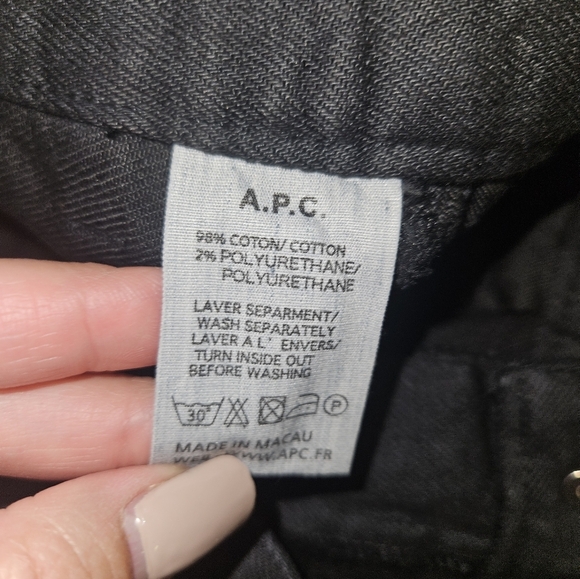 A.P.C.
98% COTON/ COTTON
2% POLYURETHANE/
POLYURETHANE
LAVER SEPARMENT/
WASH SEPARATELY
LAVER A L' ENVERS/
TURN INSIDE OUT
BEFORE WASHING
30° P
MADE IN MACAU
WWW.APC.FR